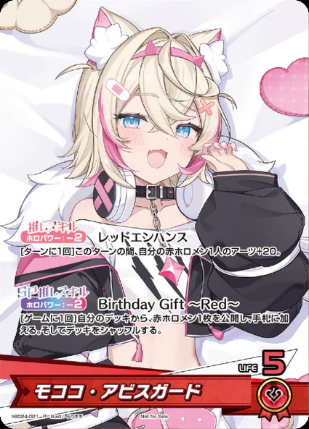 推しスキル
ホロパワー：－2
レッドエンハンス
[ターンに1回]このターンの間、自分の赤ホロメン1人のアーツ+20。
SP推しスキル
ホロパワー：－2
Birthday Gift ～Red～
[ゲームに1回]自分のデッキから、赤ホロメン1枚を公開し、手札に加
える。そしてデッキをシャッフルする。
LIFE 5
モココ・アビスガード
Not for Sale